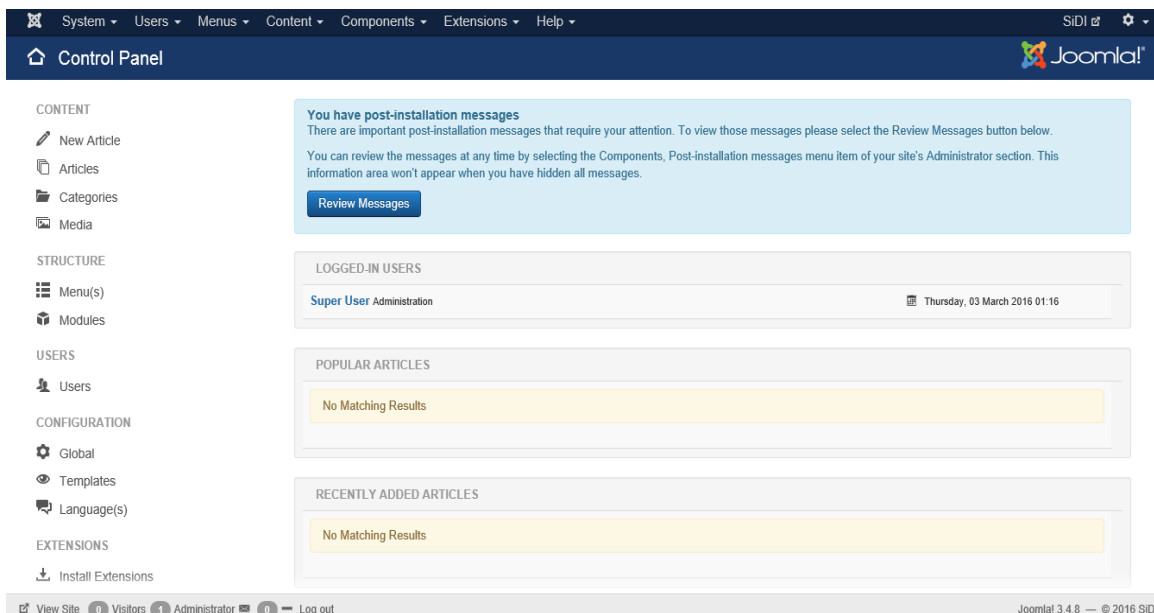 System Users Menus Content Components Extensions Help SiDI
Control Panel Joomla!®
CONTENT
New Article
Articles
Categories
Media
STRUCTURE
Menu(s)
Modules
USERS
Users
CONFIGURATION
Global
Templates
Language(s)
EXTENSIONS
Install Extensions
You have post-installation messages
There are important post-installation messages that require your attention. To view those messages please select the Review Messages button below.
You can review the messages at any time by selecting the Components, Post-installation messages menu item of your site's Administrator section. This
information area won't appear when you have hidden all messages.
Review Messages
LOGGED-IN USERS
Super User Administration Thursday, 03 March 2016 01:16
POPULAR ARTICLES
No Matching Results
RECENTLY ADDED ARTICLES
No Matching Results
View Site 0 Visitors 1 Administrator 0 Log out Joomla! 3.4.8 — © 2016 SiD